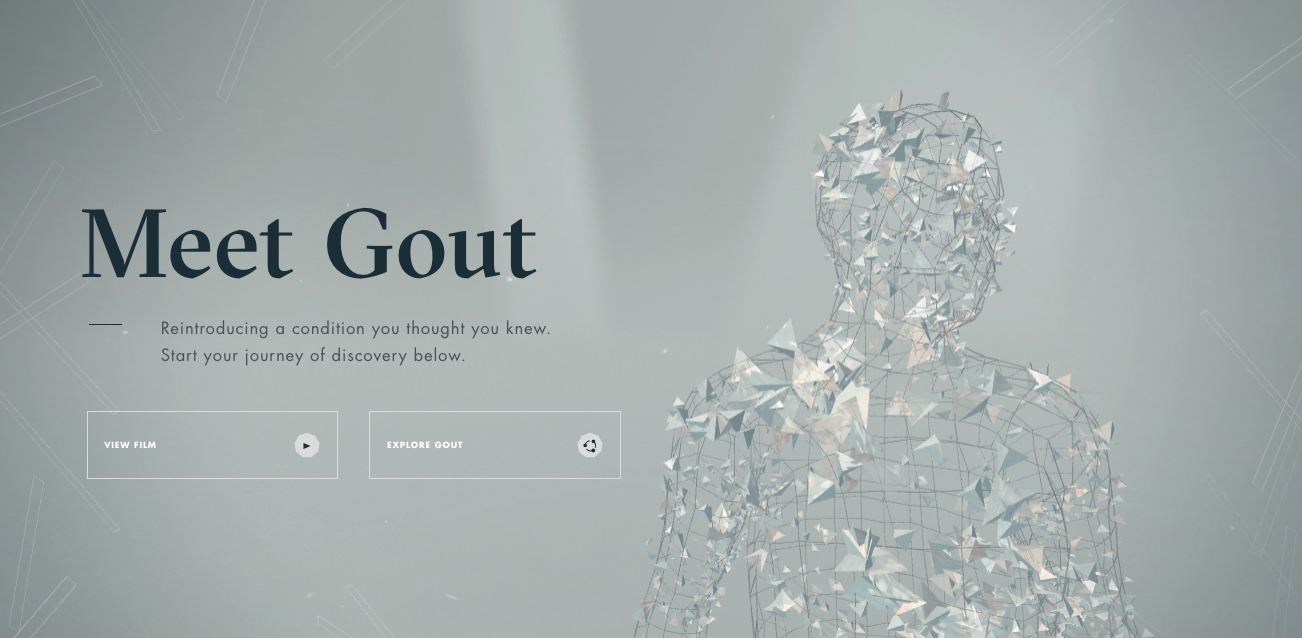 Meet Gout
Reintroducing a condition you thought you knew.
Start your journey of discovery below.
VIEW FILM
EXPLORE GOUT